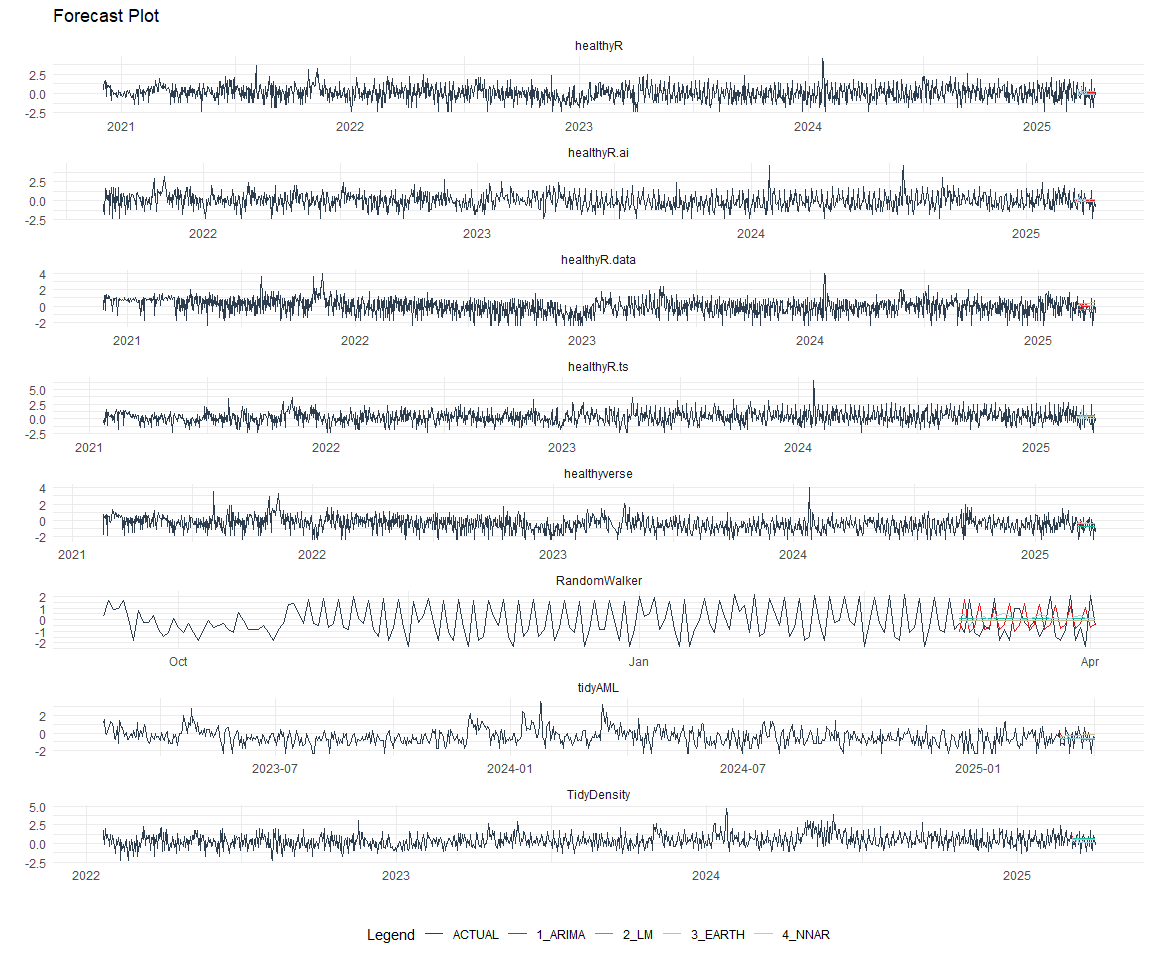 Forecast Plot
healthyR
2.5
0.0
-2.5
2021 2022 2023 2024 2025
healthyR.ai
2.5
0.0
-2.5
2022 2023 2024 2025
healthyR.data
4
2
0
-2
2021 2022 2023 2024 2025
healthyR.ts
5.0
2.5
0.0
-2.5
2021 2022 2023 2024 2025
healthyverse
4
2
0
-2
2021 2022 2023 2024 2025
RandomWalker
2
1
0
-1
-2
Oct Jan Apr
tidyAML
2
0
-2
2023-07 2024-01 2024-07 2025-01
TidyDensity
5.0
2.5
0.0
-2.5
2022 2023 2024 2025
Legend ACTUAL 1_ARIMA 2_LM 3_EARTH 4_NNAR